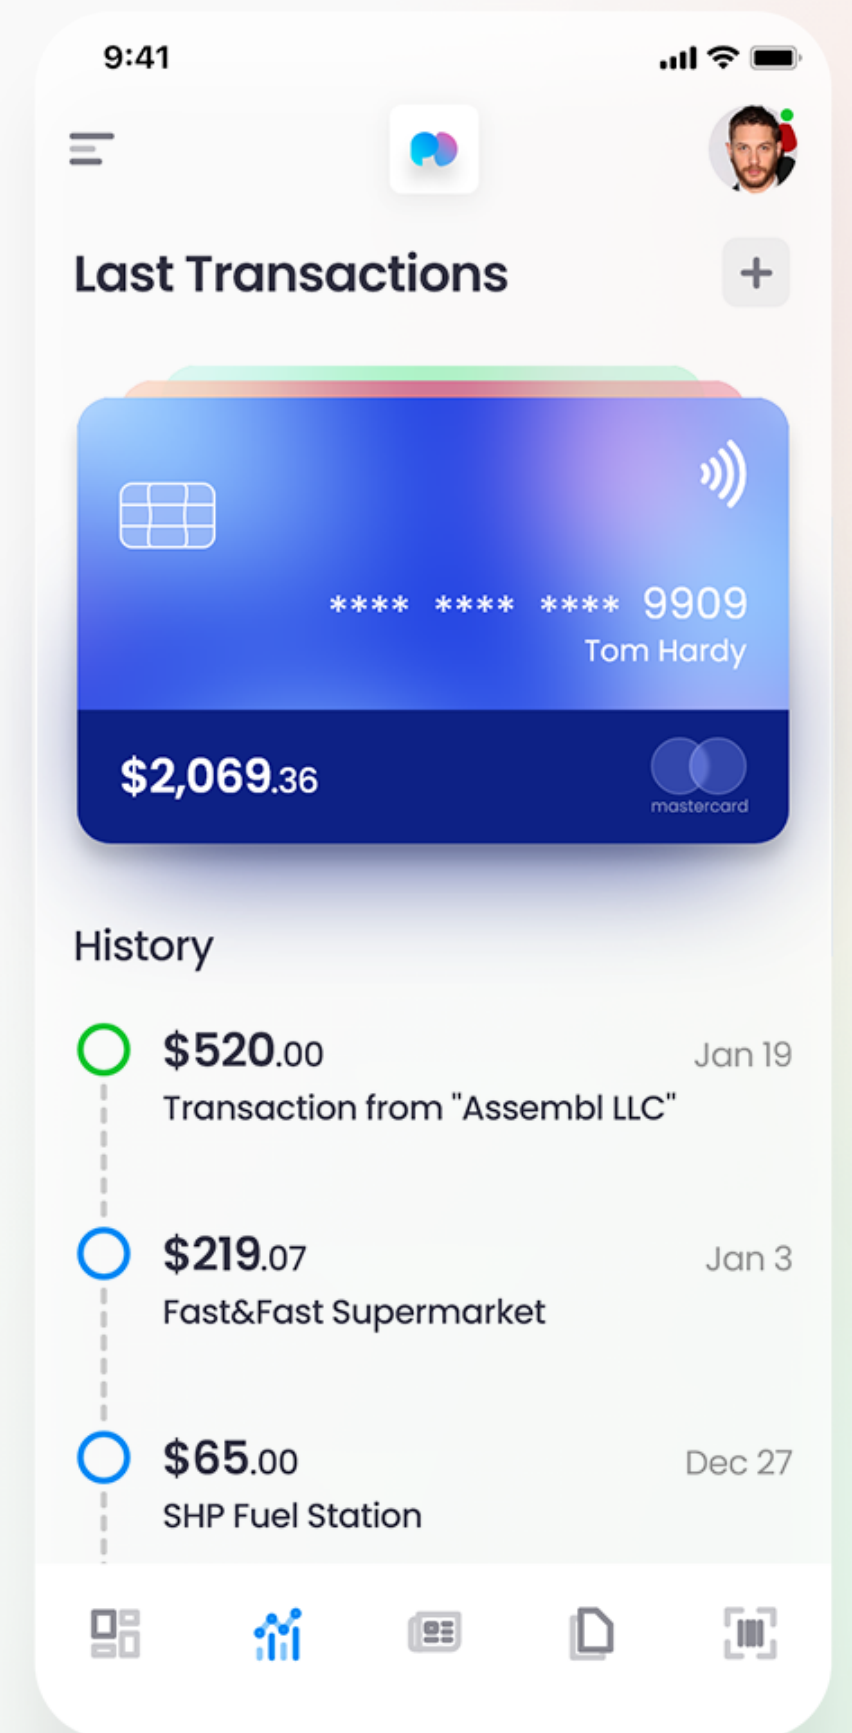 9:41
Last Transactions
**** **** **** 9909
Tom Hardy
$2,069.36
mastercard
History
$520.00 Jan 19
Transaction from "Assembl LLC"
$219.07 Jan 3
Fast&Fast Supermarket
$65.00 Dec 27
SHP Fuel Station